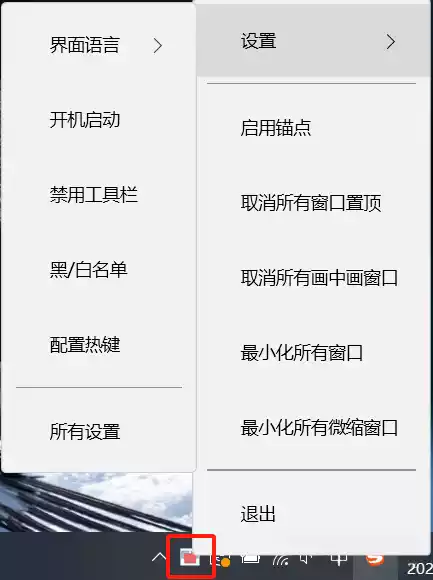 界面语言
开机启动
禁用工具栏
黑/白名单
配置热键
所有设置
设置
启用锚点
取消所有窗口置顶
取消所有画中画窗口
最小化所有窗口
最小化所有微缩窗口
退出
中
202